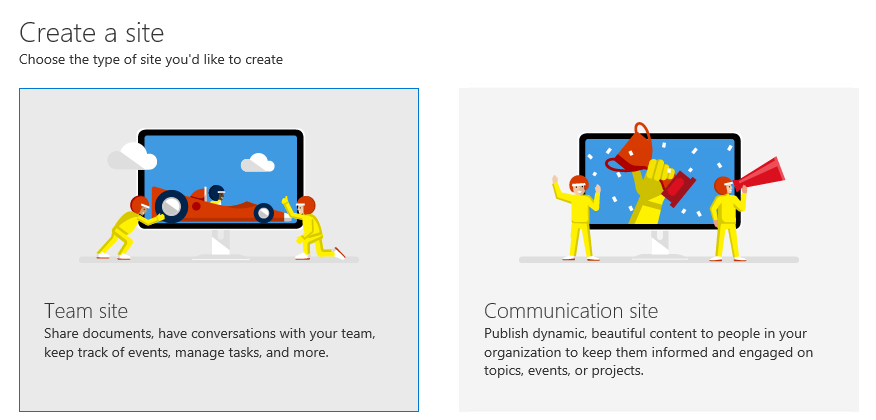 Create a site
Choose the type of site you'd like to create
Team site
Share documents, have conversations with your team,
keep track of events, manage tasks, and more.
Communication site
Publish dynamic, beautiful content to people in your
organization to keep them informed and engaged on
topics, events, or projects.